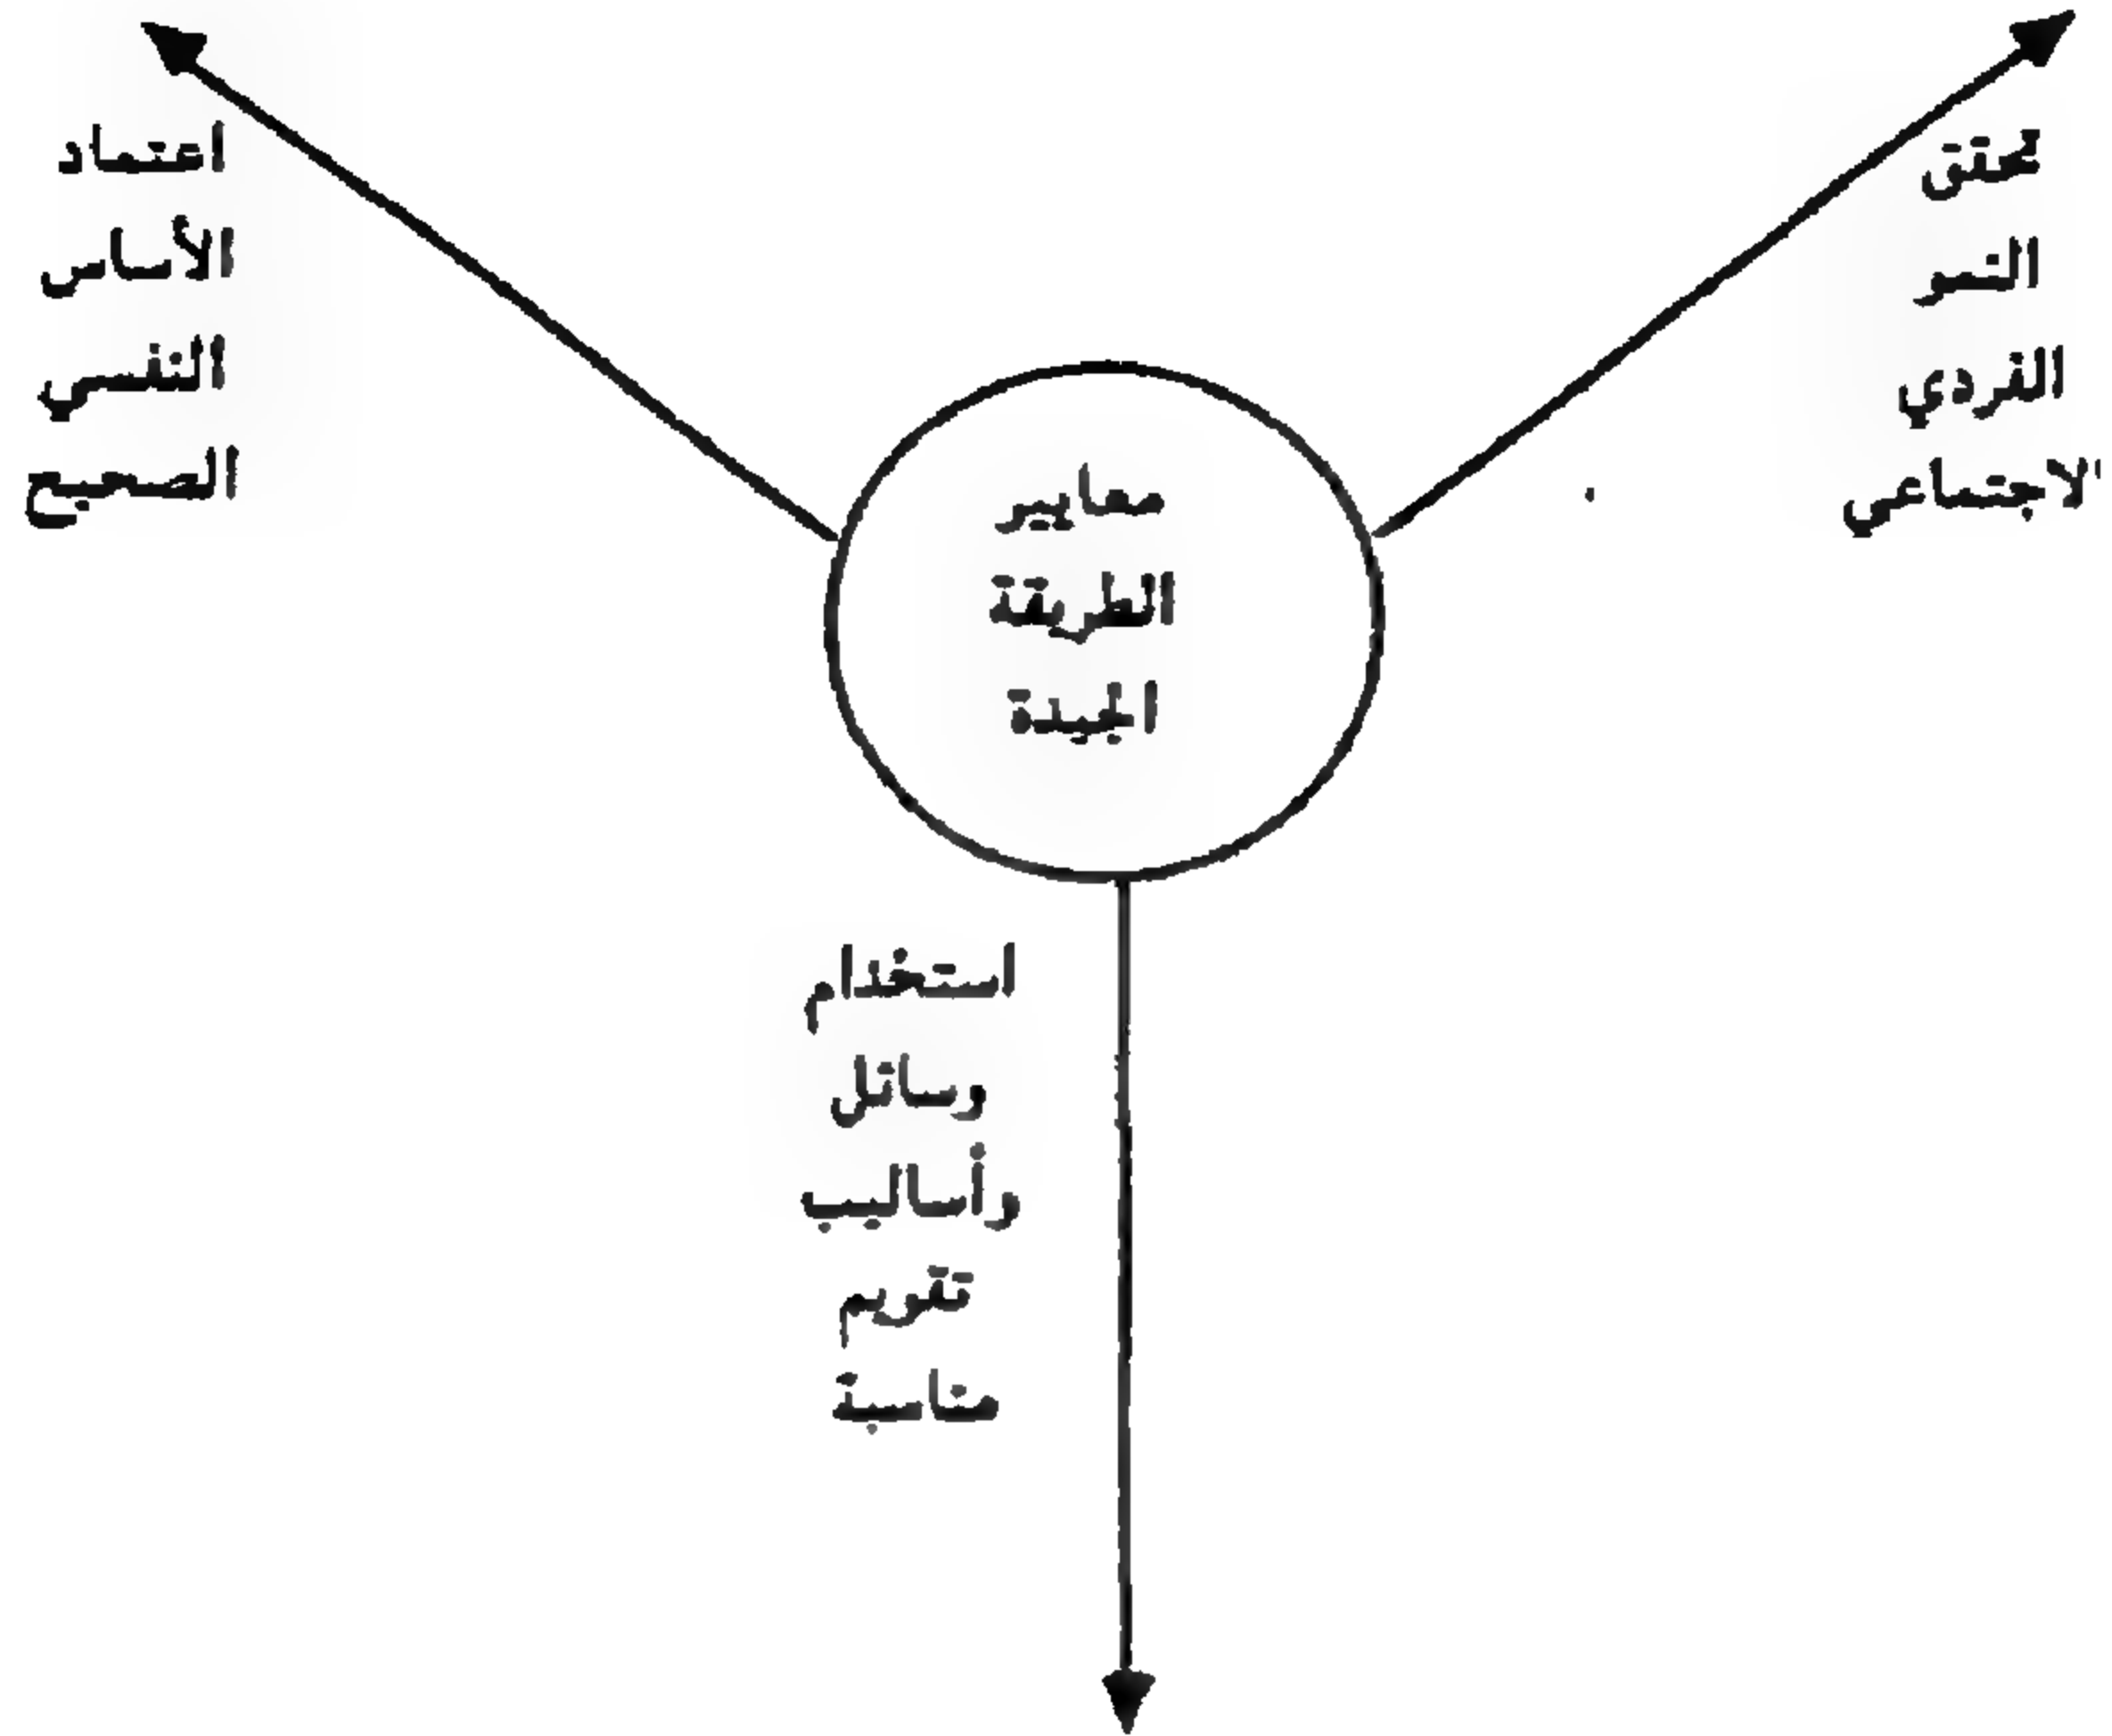 تحقق
النمو
الفردي
الاجتماعي
معايير
الطريقة
الجيدة
اعتماد
الأساس
النفسي
الصحيح
استخدام
وسائل
وأساليب
تقويم
مناسبة